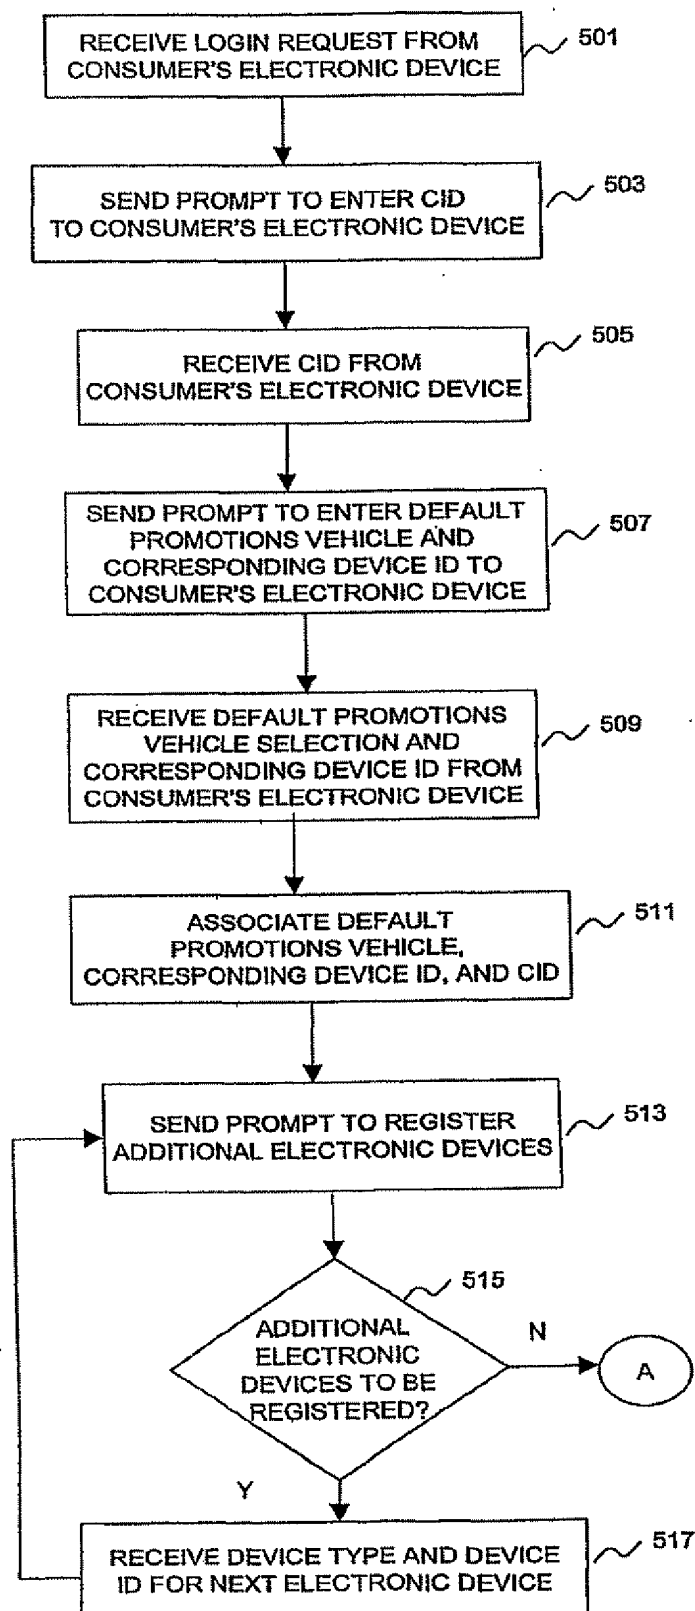 RECEIVE LOGIN REQUEST FROM
CONSUMER'S ELECTRONIC DEVICE
501
SEND PROMPT TO ENTER CID
TO CONSUMER'S ELECTRONIC DEVICE
503
RECEIVE CID FROM
CONSUMER'S ELECTRONIC DEVICE
505
SEND PROMPT TO ENTER DEFAULT
PROMOTIONS VEHICLE AND
CORRESPONDING DEVICE ID TO
CONSUMER'S ELECTRONIC DEVICE
507
RECEIVE DEFAULT PROMOTIONS
VEHICLE SELECTION AND
CORRESPONDING DEVICE ID FROM
CONSUMER'S ELECTRONIC DEVICE
509
ASSOCIATE DEFAULT
PROMOTIONS VEHICLE,
CORRESPONDING DEVICE ID, AND CID
511
SEND PROMPT TO REGISTER
ADDITIONAL ELECTRONIC DEVICES
513
515
ADDITIONAL
ELECTRONIC
DEVICES TO BE
REGISTERED?
N
A
Y
RECEIVE DEVICE TYPE AND DEVICE
ID FOR NEXT ELECTRONIC DEVICE
517